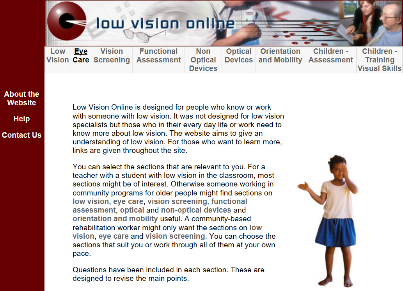 low vision online
Low Vision
Eye Care
Vision Screening
Functional Assessment
Non Optical Devices
Optical Devices
Orientation and Mobility
Children - Assessment
Children - Training Visual Skills
About the Website
Help
Contact Us
Low Vision Online is designed for people who know or work
with someone with low vision. It was not designed for low vision
specialists but those who in their every day life or work need to
know more about low vision. The website aims to give an
understanding of low vision. For those who want to learn more,
links are given throughout the site.
You can select the sections that are relevant to you. For a
teacher with a student with low vision in the classroom, most
sections might be of interest. Otherwise someone working in
community programs for older people might find sections on
low vision, eye care, vision screening, functional
assessment, optical and non-optical devices and
orientation and mobility useful. A community-based
rehabilitation worker might only want the sections on low
vision, eye care and vision screening. You can choose the
sections that suit you or work through all of them at your own
pace.
Questions have been included in each section. These are
designed to revise the main points.